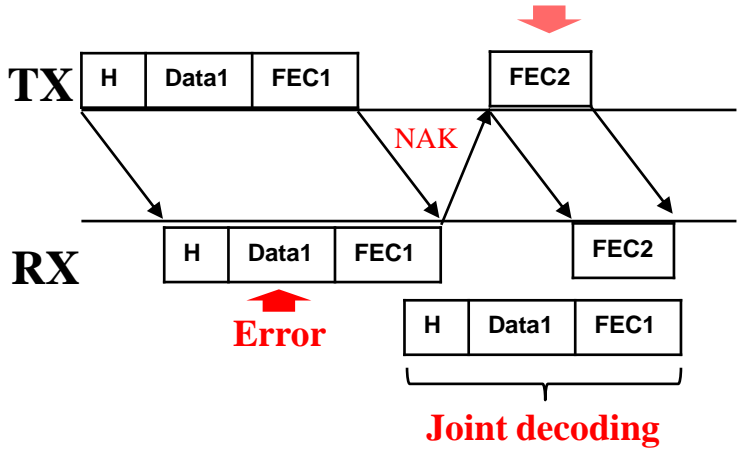 TX H Data1 FEC1 FEC2
NAK
RX H Data1 FEC1 FEC2
Error
H Data1 FEC1
Joint decoding